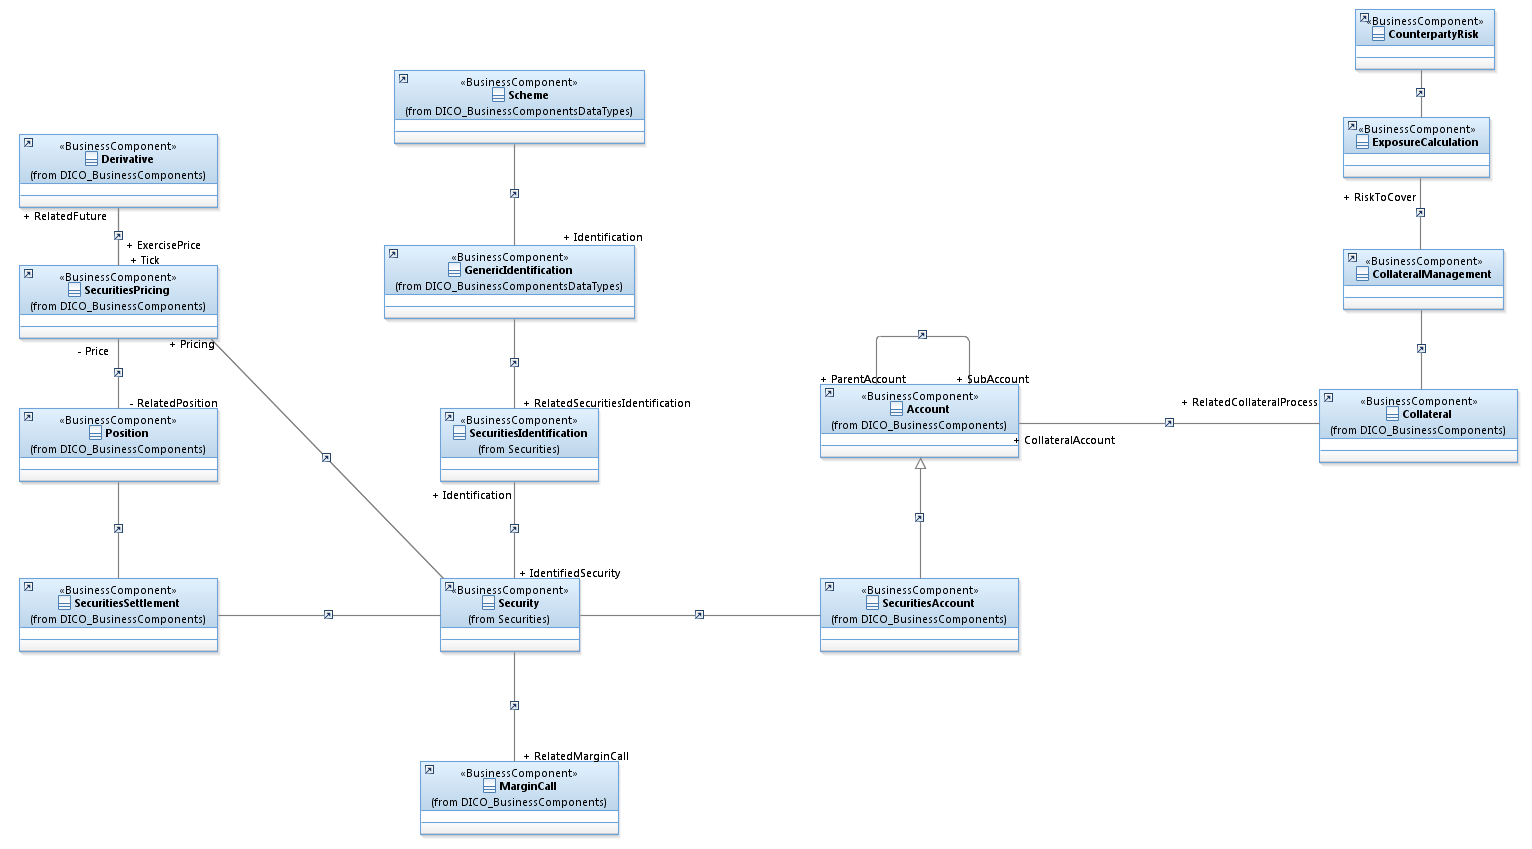 «BusinessComponent»
CounterpartyRisk
«BusinessComponent»
Scheme
(from DICO_BusinessComponentsDataTypes)
«BusinessComponent»
ExposureCalculation
+ RiskToCover
«BusinessComponent»
Derivative
(from DICO_BusinessComponents)
+ RelatedFuture
+ ExercisePrice
+ Tick
+ Identification
«BusinessComponent»
GenericIdentification
(from DICO_BusinessComponentsDataTypes)
«BusinessComponent»
CollateralManagement
«BusinessComponent»
SecuritiesPricing
(from DICO_BusinessComponents)
- Price
+ Pricing
+ ParentAccount
+ SubAccount
- RelatedPosition
+ RelatedSecuritiesIdentification
«BusinessComponent»
Account
(from DICO_BusinessComponents)
+ RelatedCollateralProcess
+ CollateralAccount
«BusinessComponent»
Collateral
(from DICO_BusinessComponents)
«BusinessComponent»
Position
(from DICO_BusinessComponents)
«BusinessComponent»
SecuritiesIdentification
(from Securities)
+ Identification
+ IdentifiedSecurity
«BusinessComponent»
SecuritiesSettlement
(from DICO_BusinessComponents)
«BusinessComponent»
Security
(from Securities)
«BusinessComponent»
SecuritiesAccount
(from DICO_BusinessComponents)
+ RelatedMarginCall
«BusinessComponent»
MarginCall
(from DICO_BusinessComponents)